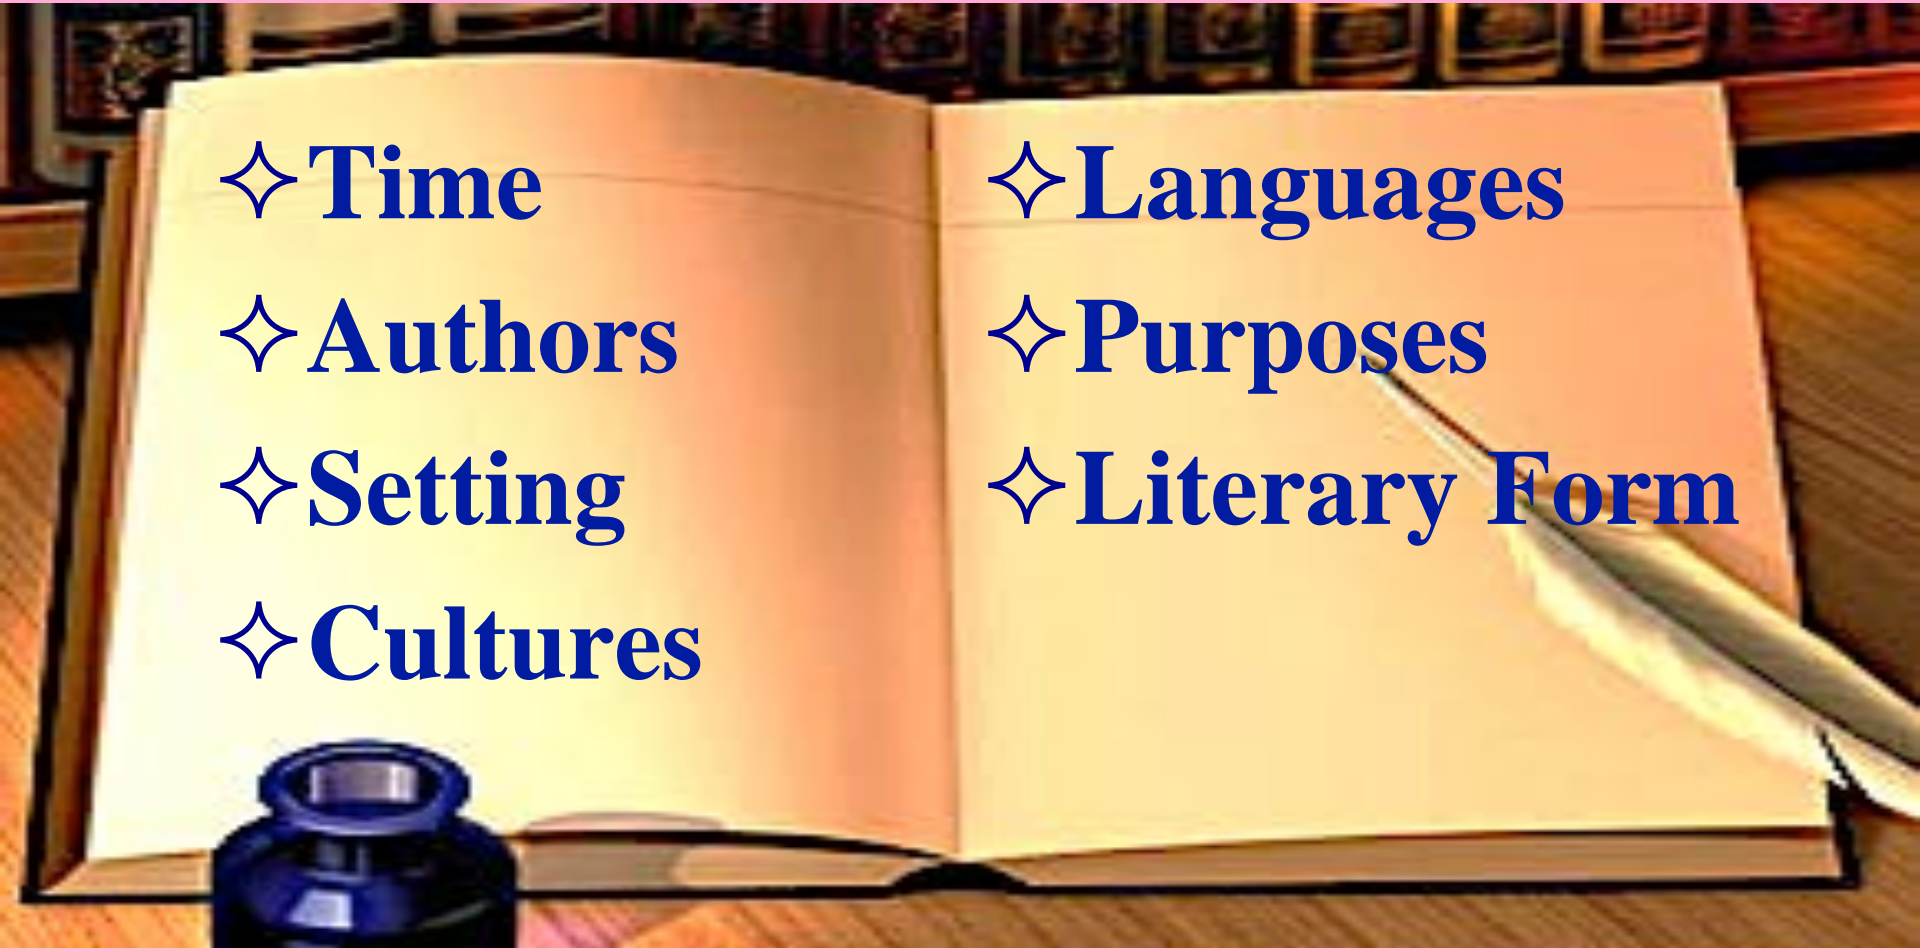 ✧Time
✧Authors
✧Setting
✧Cultures
✧Languages
✧Purposes
✧Literary Form